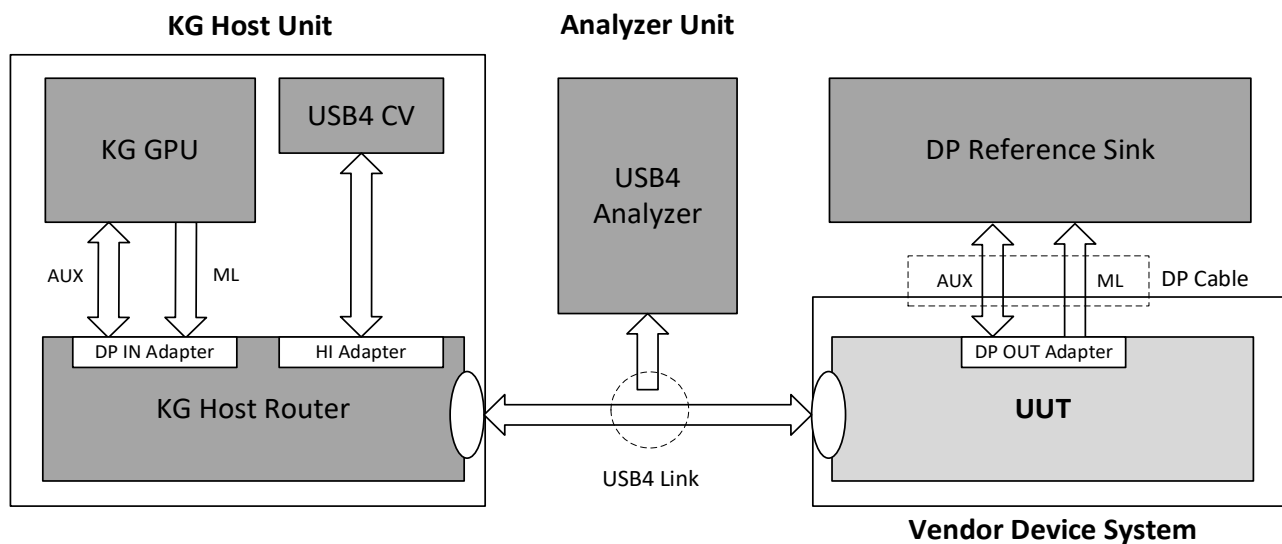 KG Host Unit
Analyzer Unit
KG GPU
USB4 CV
USB4
Analyzer
DP Reference Sink
AUX
ML
AUX
ML
DP Cable
DP IN Adapter
HI Adapter
DP OUT Adapter
KG Host Router
UUT
USB4 Link
Vendor Device System